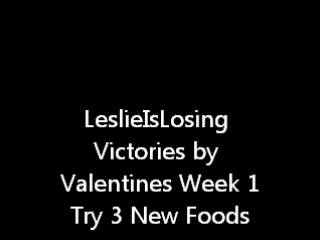 LeslieIsLosing
Victories by
Valentines Week 1
Try 3 New Foods